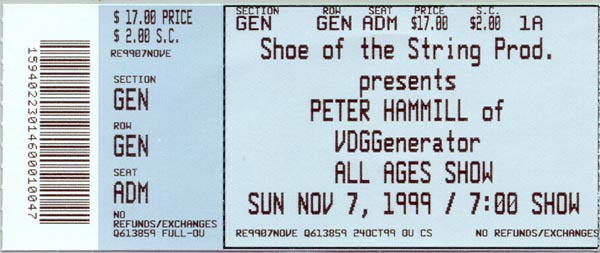 15940223014600010047
$ 17.00 PRICE
$ 2.00 S.C.
RE9907NOVE
SECTION
GEN
ROW
GEN
SEAT
ADM
NO
REFUNDS/EXCHANGES
Q613859 FULL-OU
SECTION ROW SEAT PRICE S.C.
GEN GEN ADM $17.00 $2.00 1A
Shoe of the String Prod.
presents
PETER HAMMILL of
VDGGenerator
ALL AGES SHOW
SUN NOV 7, 1999 / 7:00 SHOW
RE9907NOVE Q613859 24OCT99 OU CS NO REFUNDS/EXCHANGES